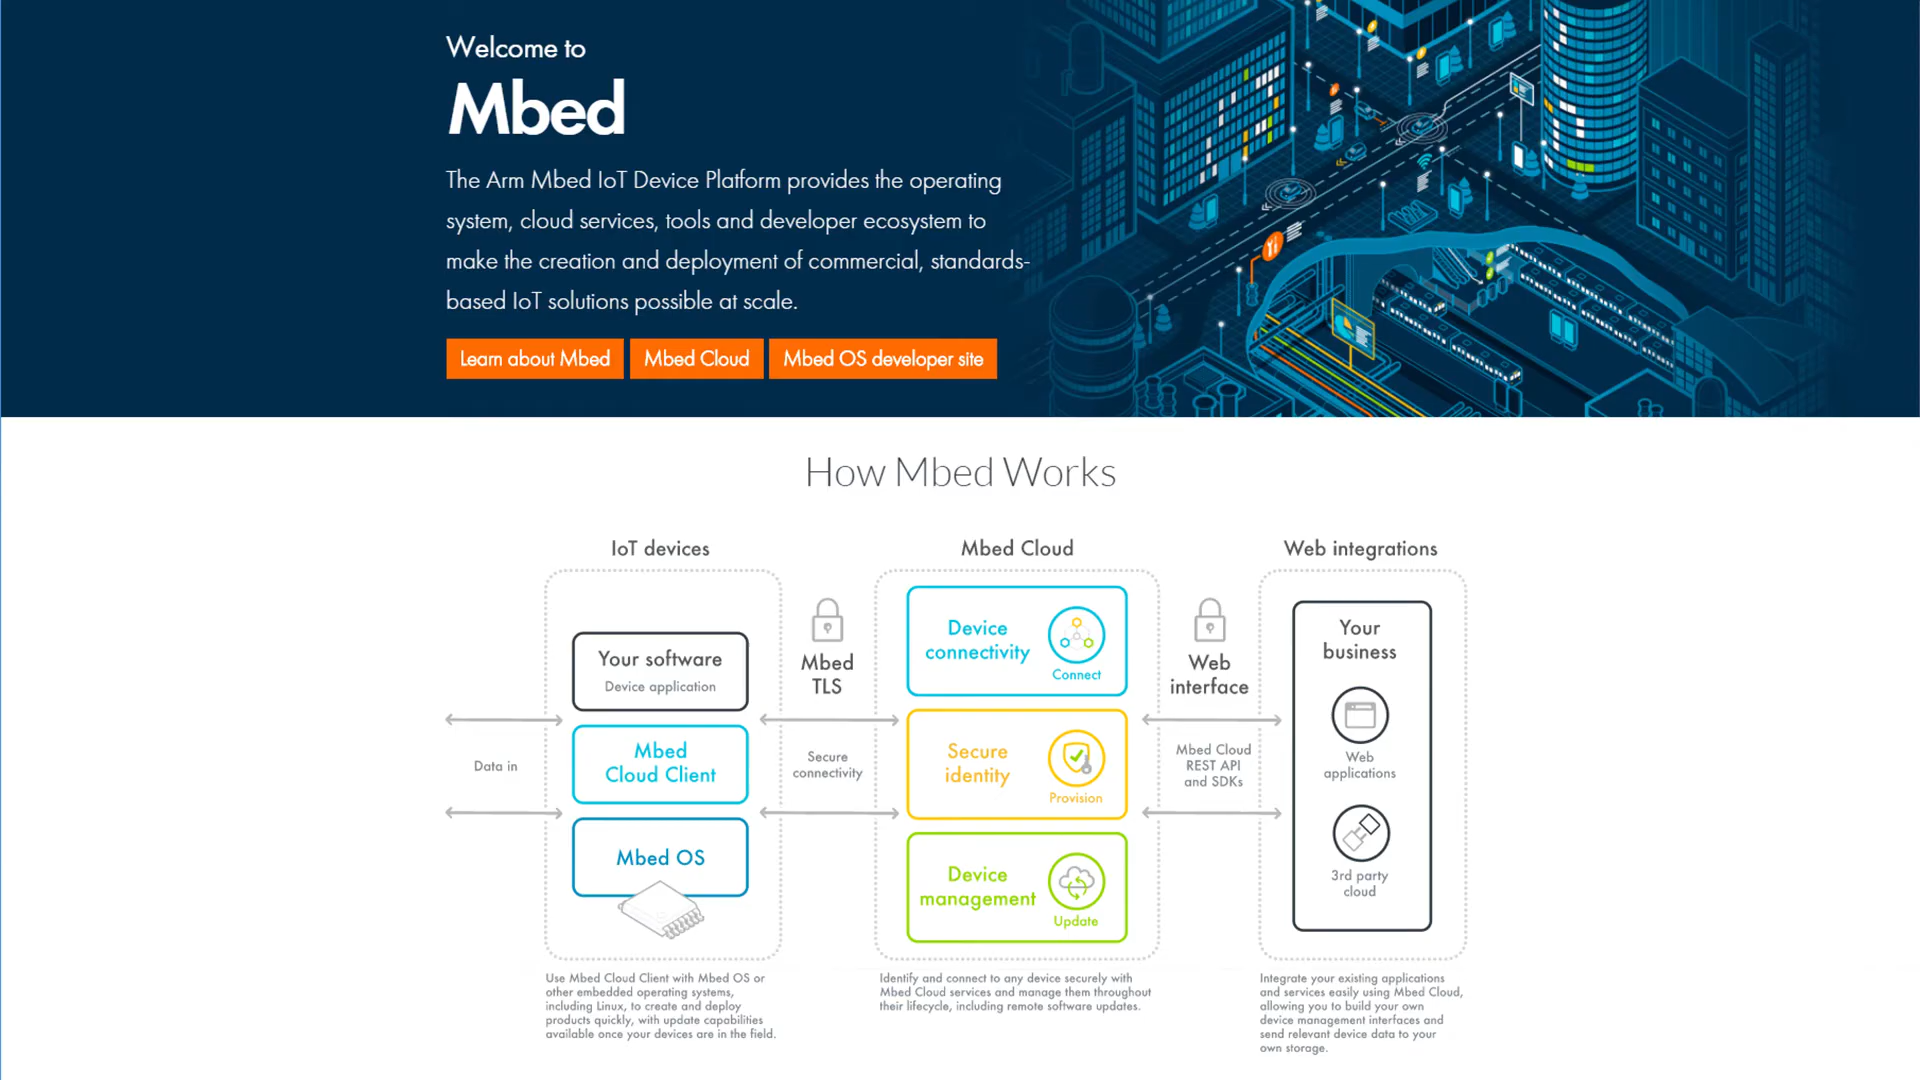 Welcome to
Mbed
The Arm Mbed IoT Device Platform provides the operating
system, cloud services, tools and developer ecosystem to
make the creation and deployment of commercial, standards-
based IoT solutions possible at scale.
Learn about Mbed
Mbed Cloud
Mbed OS developer site
How Mbed Works
IoT devices
Your software
Device application
Mbed
Cloud Client
Mbed OS
Data in
Mbed
TLS
Secure
connectivity
Mbed Cloud
Device
connectivity
Connect
Secure
identity
Provision
Device
management
Update
Web
interface
Mbed Cloud
REST API
and SDKs
Web integrations
Your
business
Web
applications
3rd party
cloud
Use Mbed Cloud Client with Mbed OS or
other embedded operating systems,
including Linux, to create and deploy
products quickly, with update capabilities
available once your devices are in the field.
Identify and connect to any device securely with
Mbed Cloud services and manage them throughout
their lifecycle, including remote software updates.
Integrate your existing applications
and services easily using Mbed Cloud,
allowing you to build your own
device management interfaces and
send relevant device data to your
own storage.